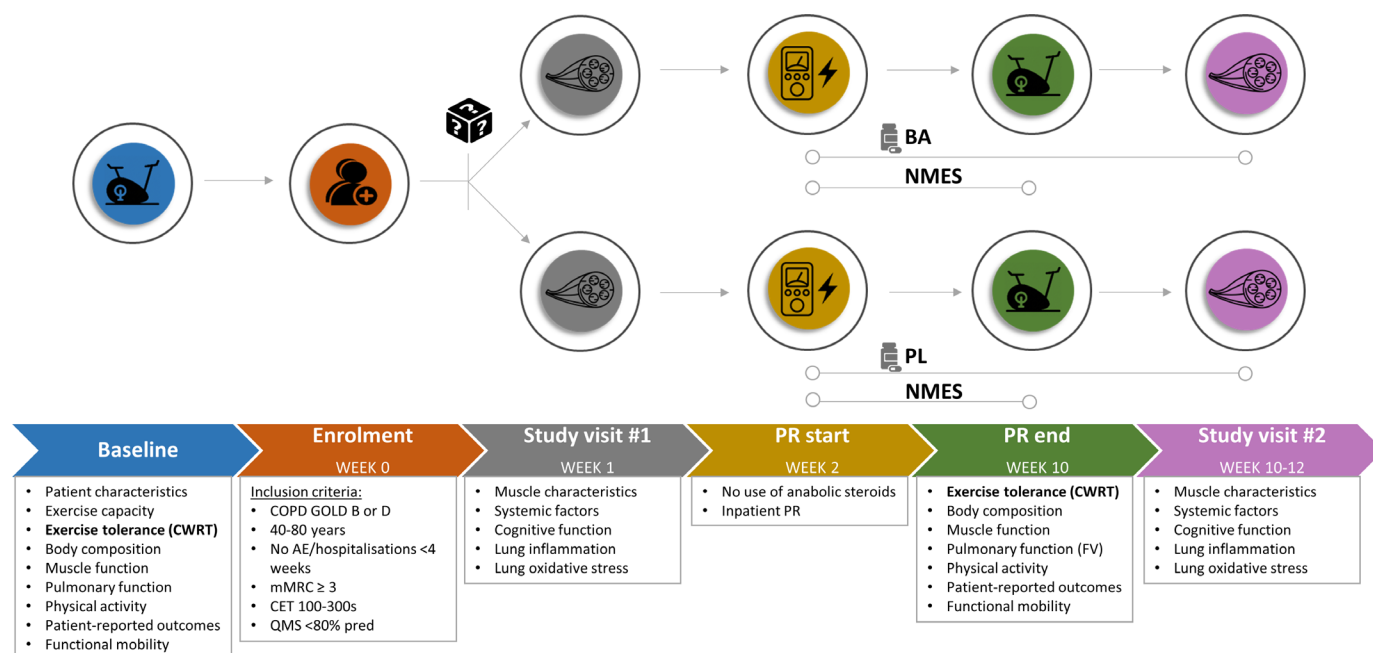 ? ? ?
BA
NMES
PL
NMES
Baseline
• Patient characteristics
• Exercise capacity
• Exercise tolerance (CWRT)
• Body composition
• Muscle function
• Pulmonary function
• Physical activity
• Patient-reported outcomes
• Functional mobility
Enrolment
WEEK 0
Inclusion criteria:
• COPD GOLD B or D
• 40-80 years
• No AE/hospitalisations <4
weeks
• mMRC ≥ 3
• CET 100-300s
• QMS <80% pred
Study visit #1
WEEK 1
• Muscle characteristics
• Systemic factors
• Cognitive function
• Lung inflammation
• Lung oxidative stress
PR start
WEEK 2
• No use of anabolic steroids
• Inpatient PR
PR end
WEEK 10
• Exercise tolerance (CWRT)
• Body composition
• Muscle function
• Pulmonary function (FV)
• Physical activity
• Patient-reported outcomes
• Functional mobility
Study visit #2
WEEK 10-12
• Muscle characteristics
• Systemic factors
• Cognitive function
• Lung inflammation
• Lung oxidative stress